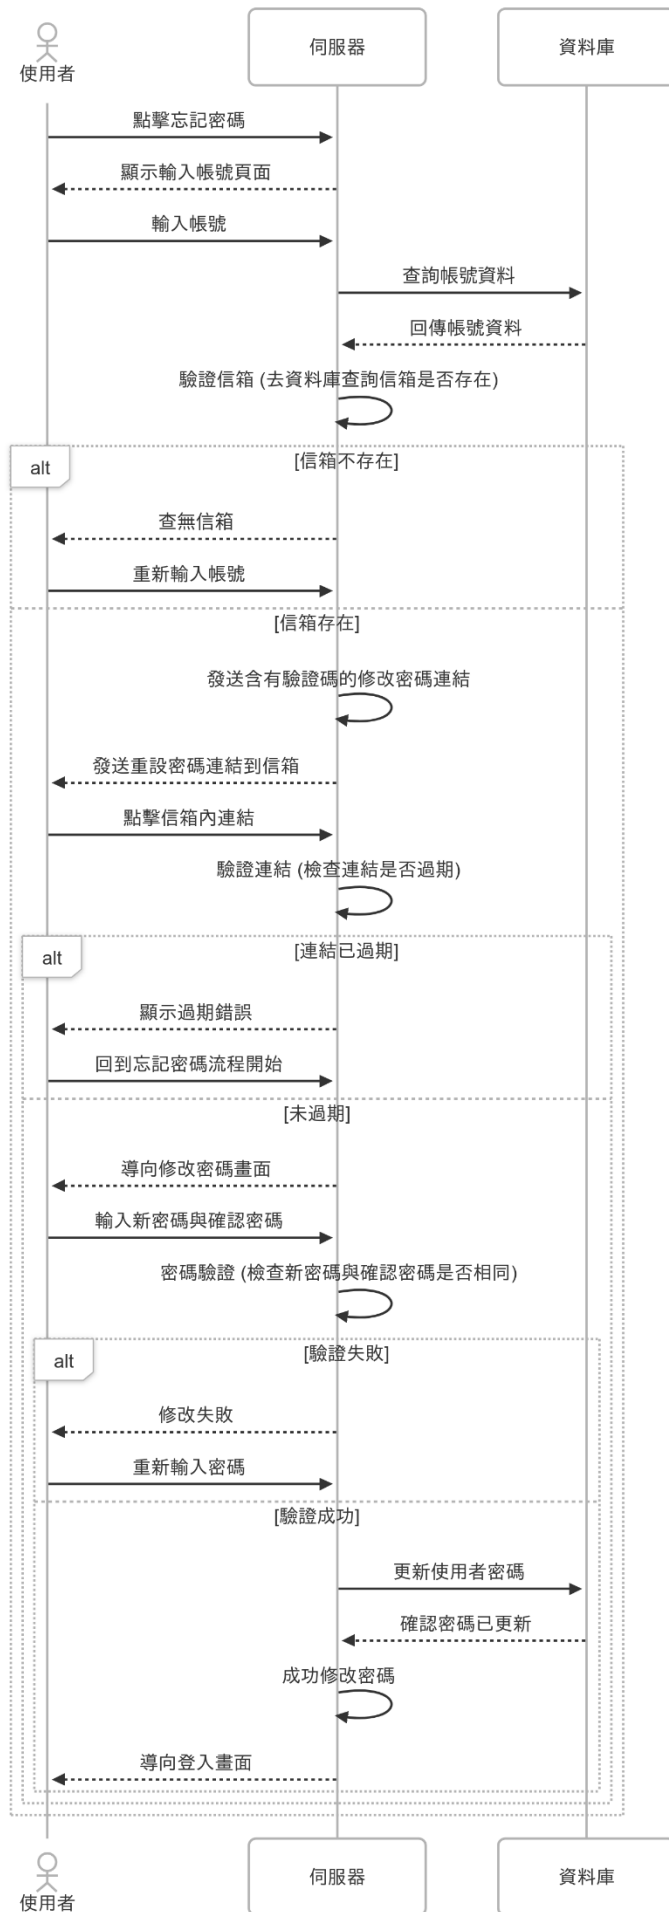 使用者
伺服器
資料庫
點擊忘記密碼
顯示輸入帳號頁面
輸入帳號
查詢帳號資料
回傳帳號資料
驗證信箱 (去資料庫查詢信箱是否存在)
alt
[信箱不存在]
查無信箱
重新輸入帳號
[信箱存在]
發送含有驗證碼的修改密碼連結
發送重設密碼連結到信箱
點擊信箱內連結
驗證連結 (檢查連結是否過期)
alt
[連結已過期]
顯示過期錯誤
回到忘記密碼流程開始
[未過期]
導向修改密碼畫面
輸入新密碼與確認密碼
密碼驗證 (檢查新密碼與確認密碼是否相同)
alt
[驗證失敗]
修改失敗
重新輸入密碼
[驗證成功]
更新使用者密碼
確認密碼已更新
成功修改密碼
導向登入畫面
使用者
伺服器
資料庫